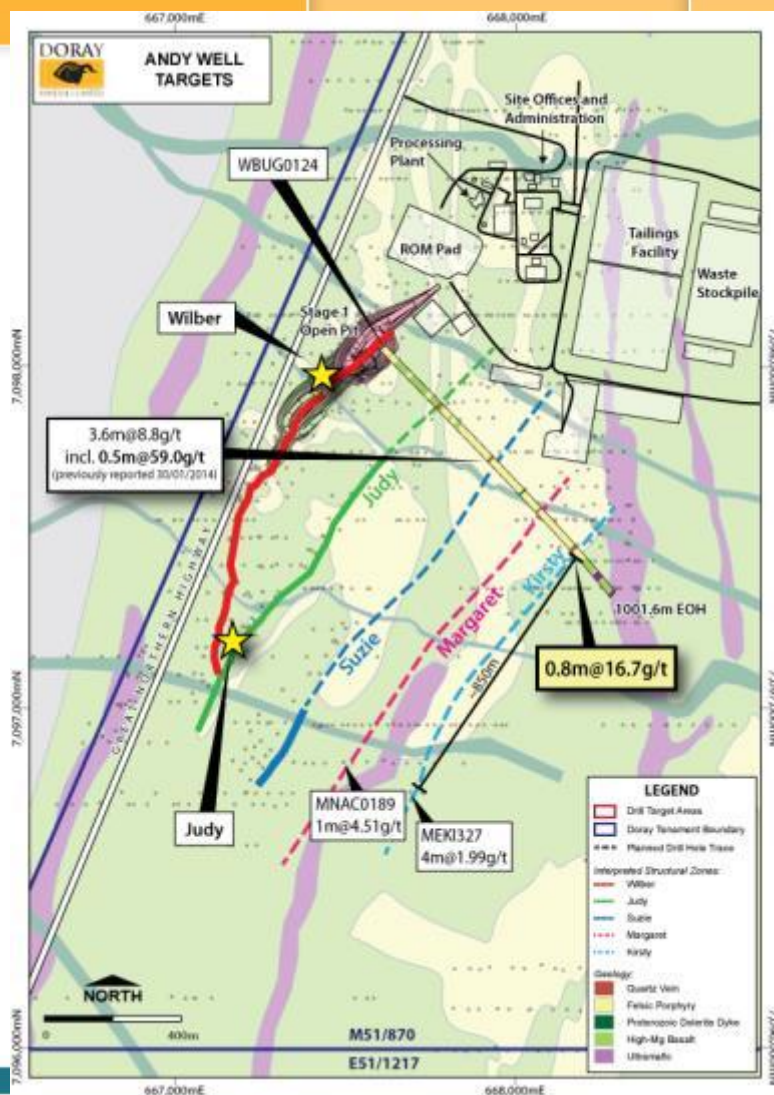 667,000mE
668,000mE
DORAY
ANDY WELL
TARGETS
Site Offices and
Administration
Processing
Plant
WBUG0124
ROM Pad
Tailings
Facility
Waste
Stockpile
Stage 1
Open Pit
Wilber
7,098,000mN
3.6m@8.8g/t
incl. 0.5m@59.0g/t
(previously reported 30/01/2014)
Judy
GREAT NORTHERN HIGHWAY
Suzie
Margaret
Kirsty
1001.6m EOH
0.8m@16.7g/t
~850m
7,097,000mN
Judy
MNAC0189
1m@4.51g/t
MEKI327
4m@1.99g/t
LEGEND
Drill Target Areas
Doray Tenement Boundary
Planned Drill Hole Trace
Interpreted Structural Zones:
Wilber
Judy
Suzie
Margaret
Kirsty
Geology:
Quartz Vein
Felsic Porphyry
Proterozoic Dolerite Dyke
High-Mg Basalt
Ultramafic
NORTH
0
400m
M51/870
E51/1217
7,096,000mN
667,000mE
668,000mE